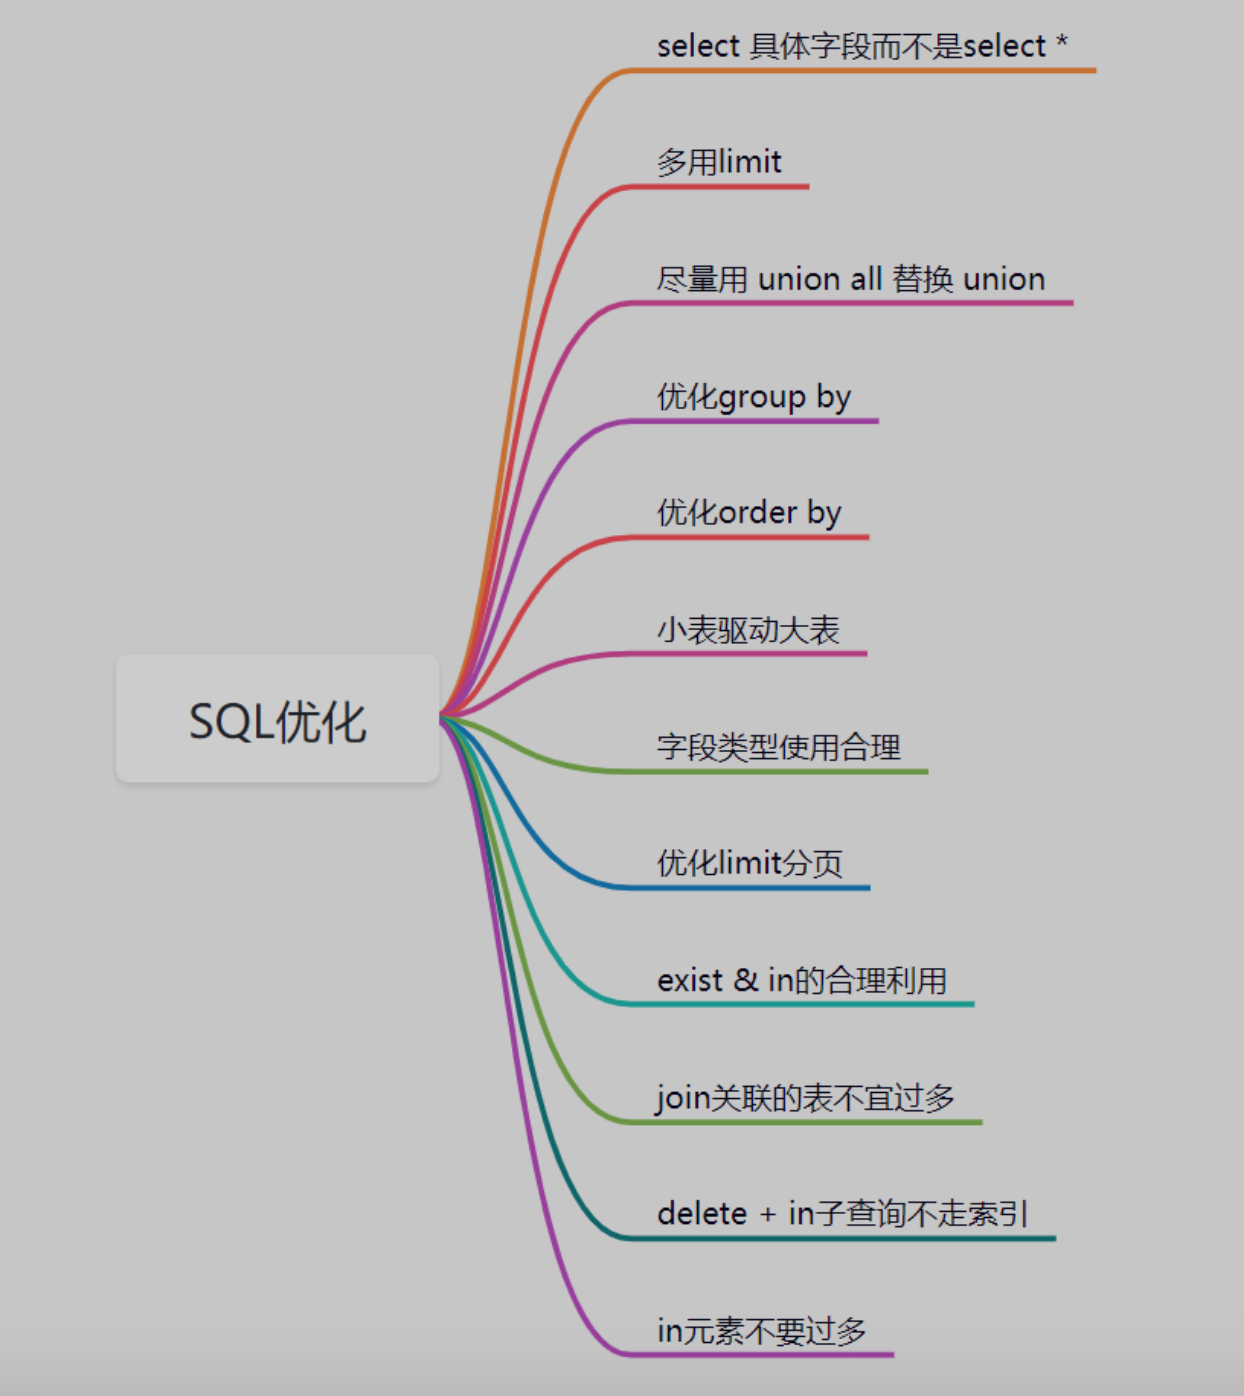 select 具体字段而不是select *
多用limit
尽量用 union all 替换 union
优化group by
优化order by
小表驱动大表
SQL优化
字段类型使用合理
优化limit分页
exist & in的合理利用
join关联的表不宜过多
delete + in子查询不走索引
in元素不要过多